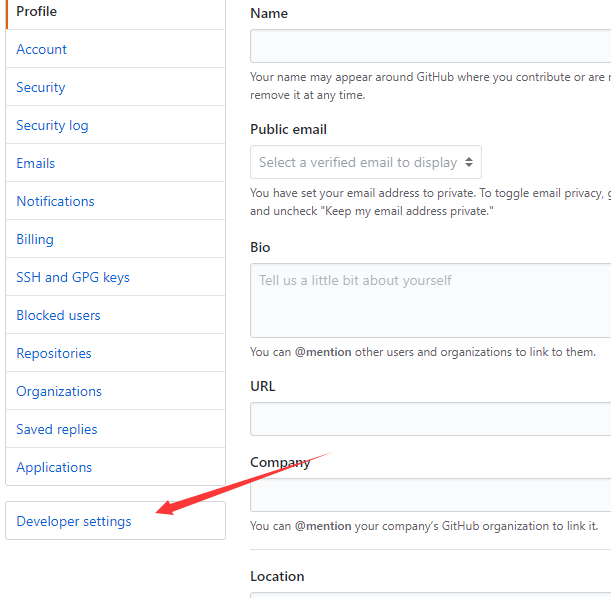 Profile
Account
Security
Security log
Emails
Notifications
Billing
SSH and GPG keys
Blocked users
Repositories
Organizations
Saved replies
Applications
Developer settings
Name
Your name may appear around GitHub where you contribute or are
remove it at any time.
Public email
Select a verified email to display
You have set your email address to private. To toggle email privacy,
and uncheck "Keep my email address private."
Bio
Tell us a little bit about yourself
You can @mention other users and organizations to link to them.
URL
Company
You can @mention your company's GitHub organization to link it.
Location